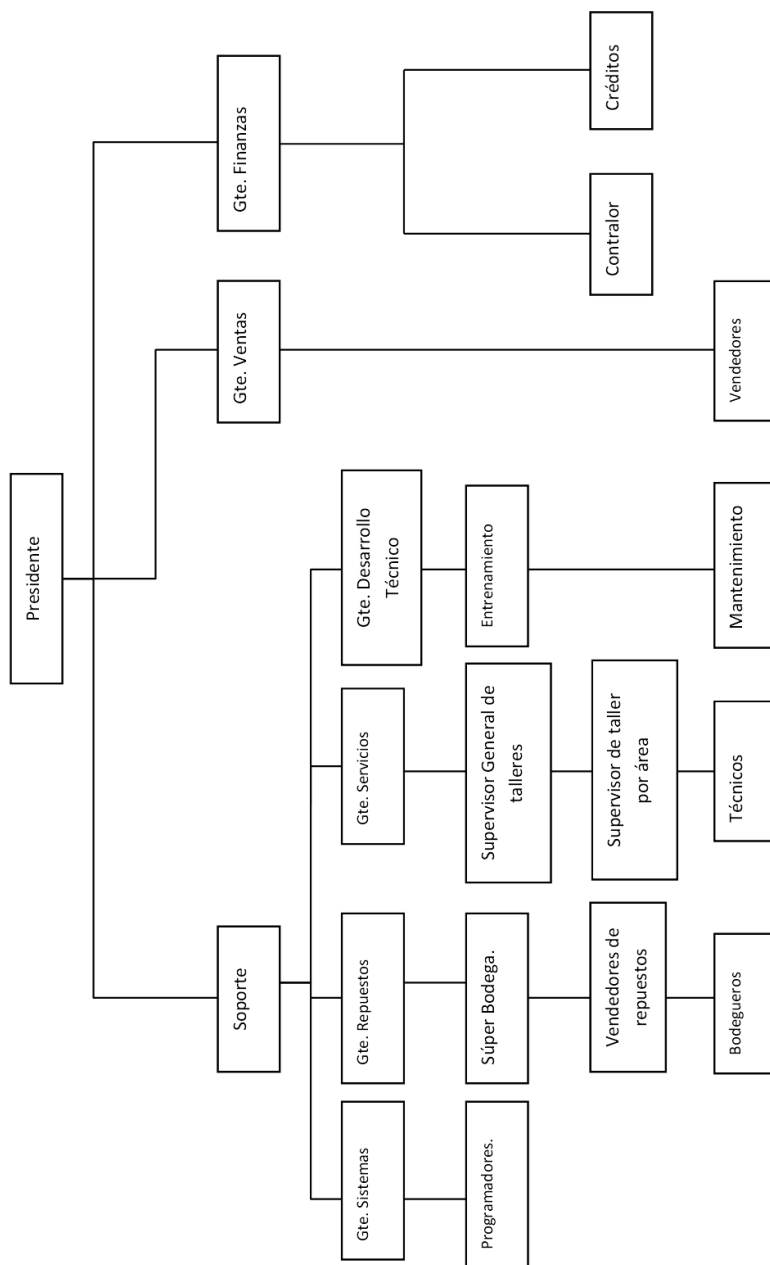 Presidente
Soporte
Gte. Ventas
Gte. Finanzas
Gte. Sistemas
Gte. Repuestos
Gte. Servicios
Gte. Desarrollo
Técnico
Programadores.
Súper Bodega.
Supervisor General de
talleres
Entrenamiento
Vendedores de
repuestos
Supervisor de taller
por área
Contralor
Créditos
Bodegueros
Técnicos
Mantenimiento
Vendedores